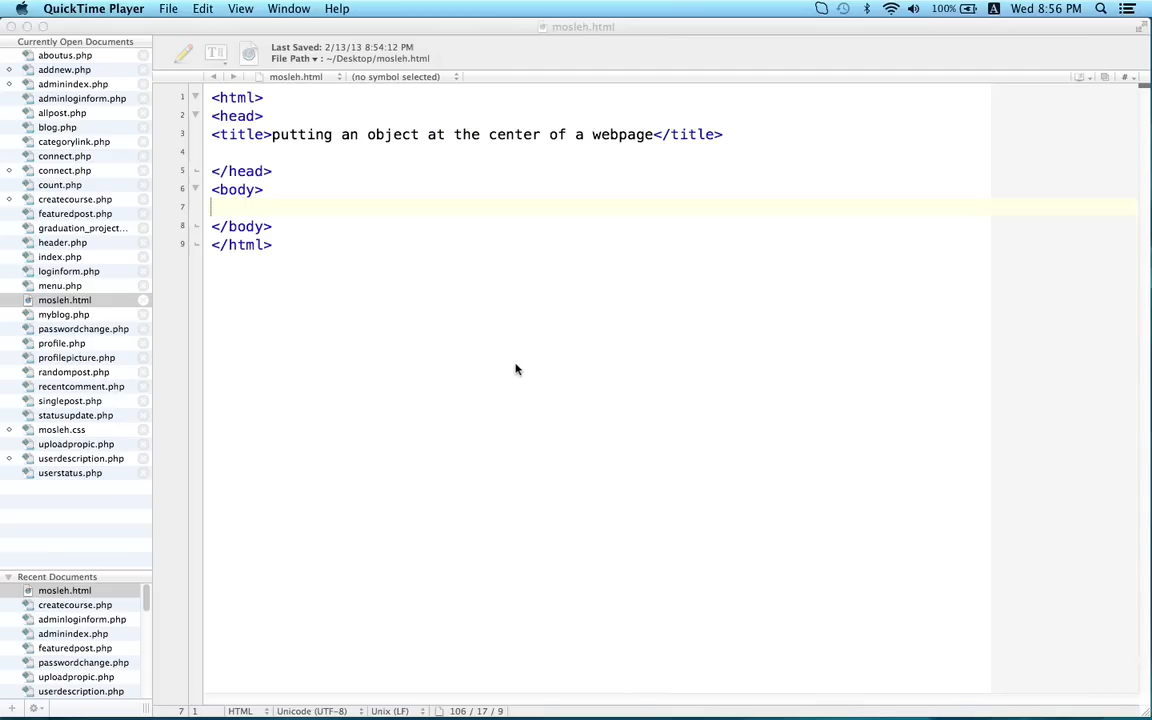 QuickTime Player File Edit View Window Help 100% A Wed 8:56 PM
mosleh.html
Currently Open Documents
aboutus.php
addnew.php
adminindex.php
adminloginform.php
allpost.php
blog.php
categorylink.php
connect.php
connect.php
count.php
createcourse.php
featuredpost.php
graduation_project...
header.php
index.php
loginform.php
menu.php
mosleh.html
myblog.php
passwordchange.php
profile.php
profilepicture.php
randompost.php
recentcomment.php
singlepost.php
statusupdate.php
mosleh.css
uploadpropic.php
userdescription.php
userstatus.php
Recent Documents
mosleh.html
createcourse.php
adminloginform.php
adminindex.php
featuredpost.php
passwordchange.php
uploadpropic.php
userdescription.php
Last Saved: 2/13/13 8:54:12 PM
File Path ▾ : ~/Desktop/mosleh.html
mosleh.html (no symbol selected) #
1 <html>
2 <head>
3 <title>putting an object at the center of a webpage</title>
4
5 </head>
6 <body>
7
8 </body>
9 </html>
7 1 HTML Unicode (UTF-8) Unix (LF) 106 / 17 / 9